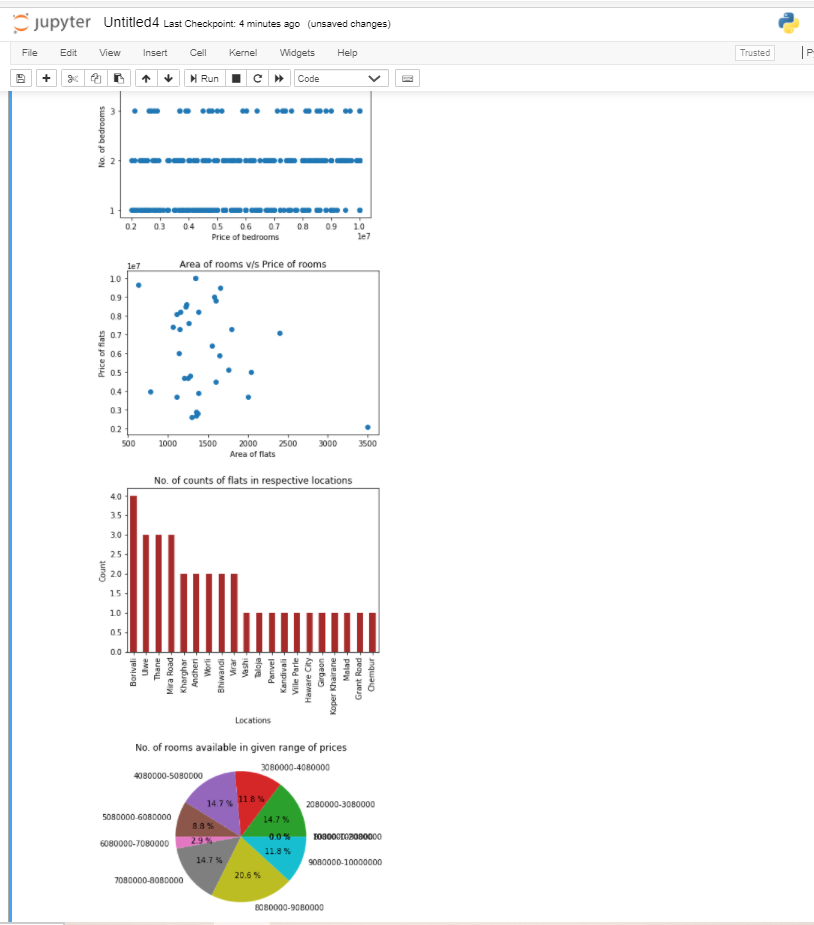 jupyter Untitled4 Last Checkpoint: 4 minutes ago (unsaved changes)
File Edit View Insert Cell Kernel Widgets Help Trusted P
Run Code
3
2
1
No. of bedrooms
0.2 0.3 0.4 0.5 0.6 0.7 0.8 0.9 1.0
1e7
Price of bedrooms
1e7 Area of rooms v/s Price of rooms
1.0
0.9
0.8
0.7
0.6
0.5
0.4
0.3
0.2
Price of flats
500 1000 1500 2000 2500 3000 3500
Area of flats
No. of counts of flats in respective locations
4.0
3.5
3.0
2.5
2.0
1.5
1.0
0.5
0.0
Count
Borivali
Ulwe
Thane
Mira Road
Kharghar
Andheri
Worli
Bhiwandi
Virar
Vashi
Taloja
Panvel
Kandivali
Ville Parle
Haware City
Girgaon
Koper Khairane
Malad
Grant Road
Chembur
Locations
No. of rooms available in given range of prices
3080000-4080000
4080000-5080000
11.8 %
14.7 %
2080000-3080000
5080000-6080000
14.7 %
8.8 %
0.0 %
6080000-7080000
2.9 %
11.8 %
9080000-10000000
14.7 %
7080000-8080000
20.6 %
8080000-9080000